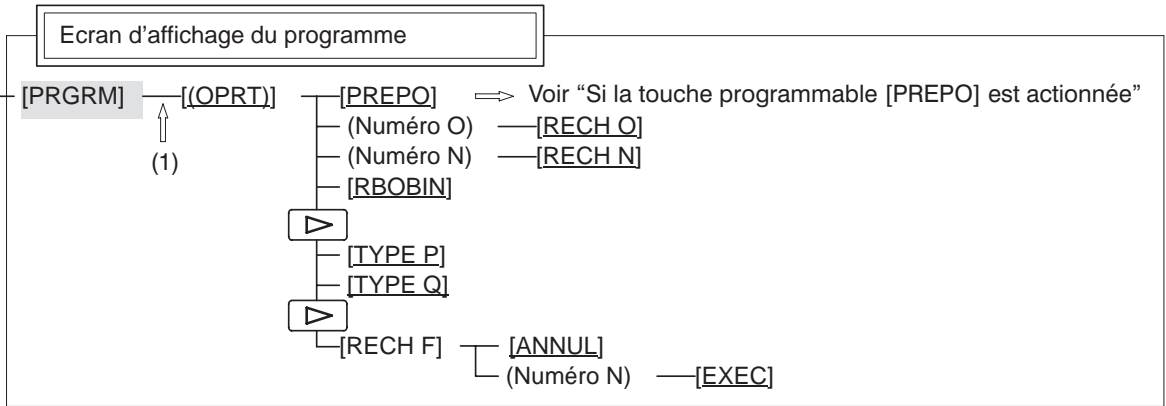 Ecran d'affichage du programme
[PRGRM] [(OPRT)] [PREPO] Voir “Si la touche programmable [PREPO] est actionnée”
(Numéro O) [RECH O]
(1) (Numéro N) [RECH N]
[RBOBIN]
[TYPE P]
[TYPE Q]
[RECH F] [ANNUL]
(Numéro N) [EXEC]